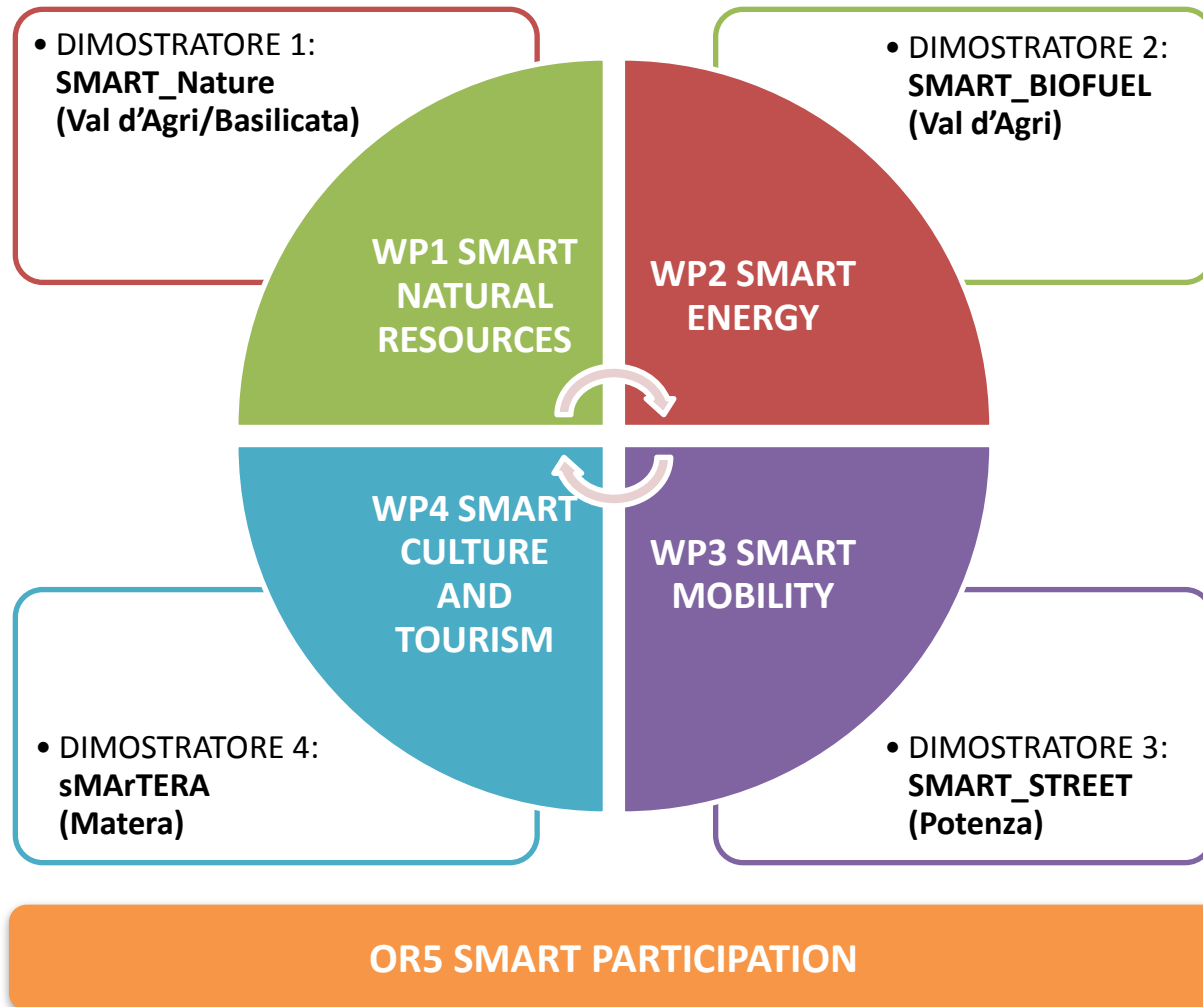 • DIMOSTRATORE 1:
SMART_Nature
(Val d'Agri/Basilicata)
• DIMOSTRATORE 2:
SMART_BIOFUEL
(Val d'Agri)
WP1 SMART
NATURAL
RESOURCES
WP2 SMART
ENERGY
WP4 SMART
CULTURE
AND
TOURISM
WP3 SMART
MOBILITY
• DIMOSTRATORE 4:
sMArTERA
(Matera)
• DIMOSTRATORE 3:
SMART_STREET
(Potenza)
OR5 SMART PARTICIPATION